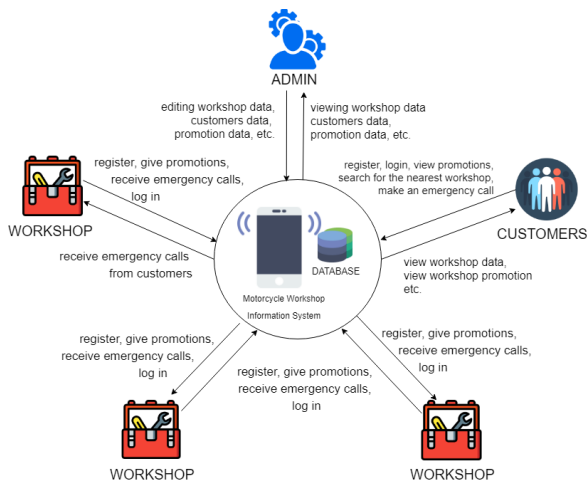 ADMIN
editing workshop data,
customers data,
promotion data, etc.
viewing workshop data
customers data,
promotion data, etc.
register, give promotions,
receive emergency calls,
log in
WORKSHOP
receive emergency calls
from customers
register, login, view promotions,
search for the nearest workshop,
make an emergency call
CUSTOMERS
view workshop data,
view workshop promotion
etc.
DATABASE
Motorcycle Workshop
Information System
register, give promotions,
receive emergency calls,
log in
register, give promotions,
receive emergency calls,
log in
register, give promotions,
receive emergency calls,
log in
WORKSHOP
WORKSHOP